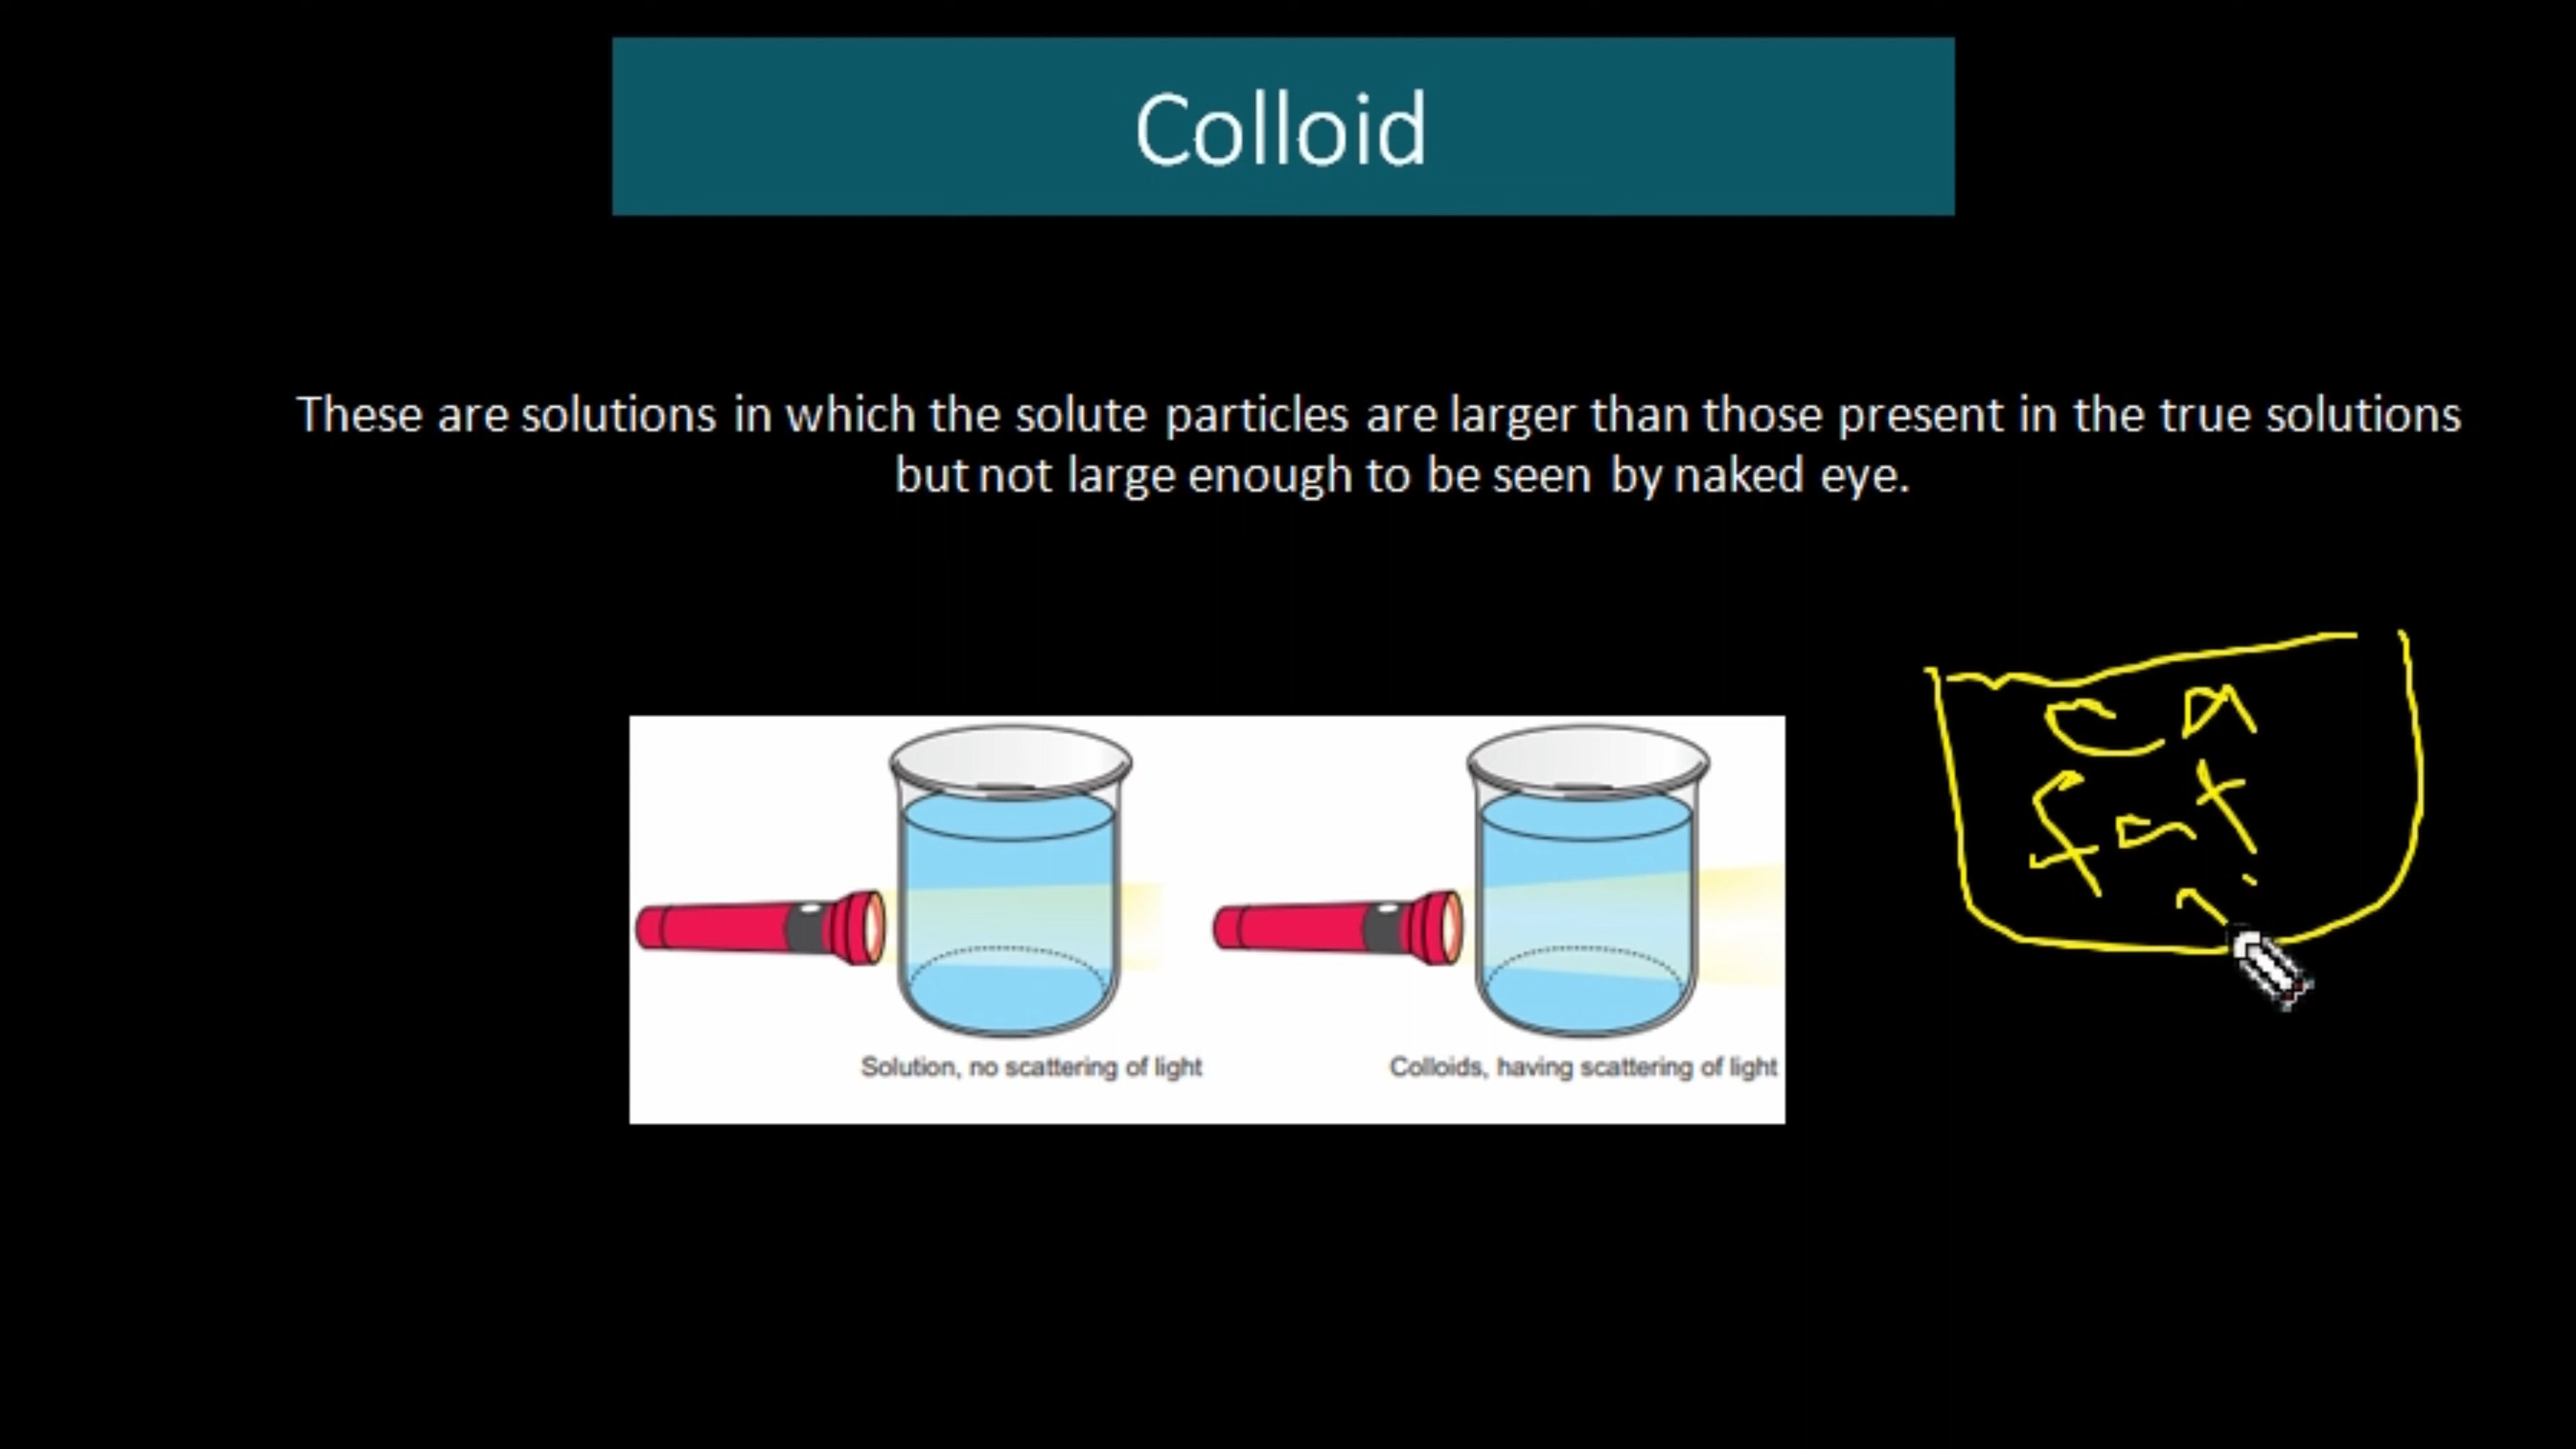 Colloid
These are solutions in which the solute particles are larger than those present in the true solutions
but not large enough to be seen by naked eye.
Solution, no scattering of light
Colloids, having scattering of light